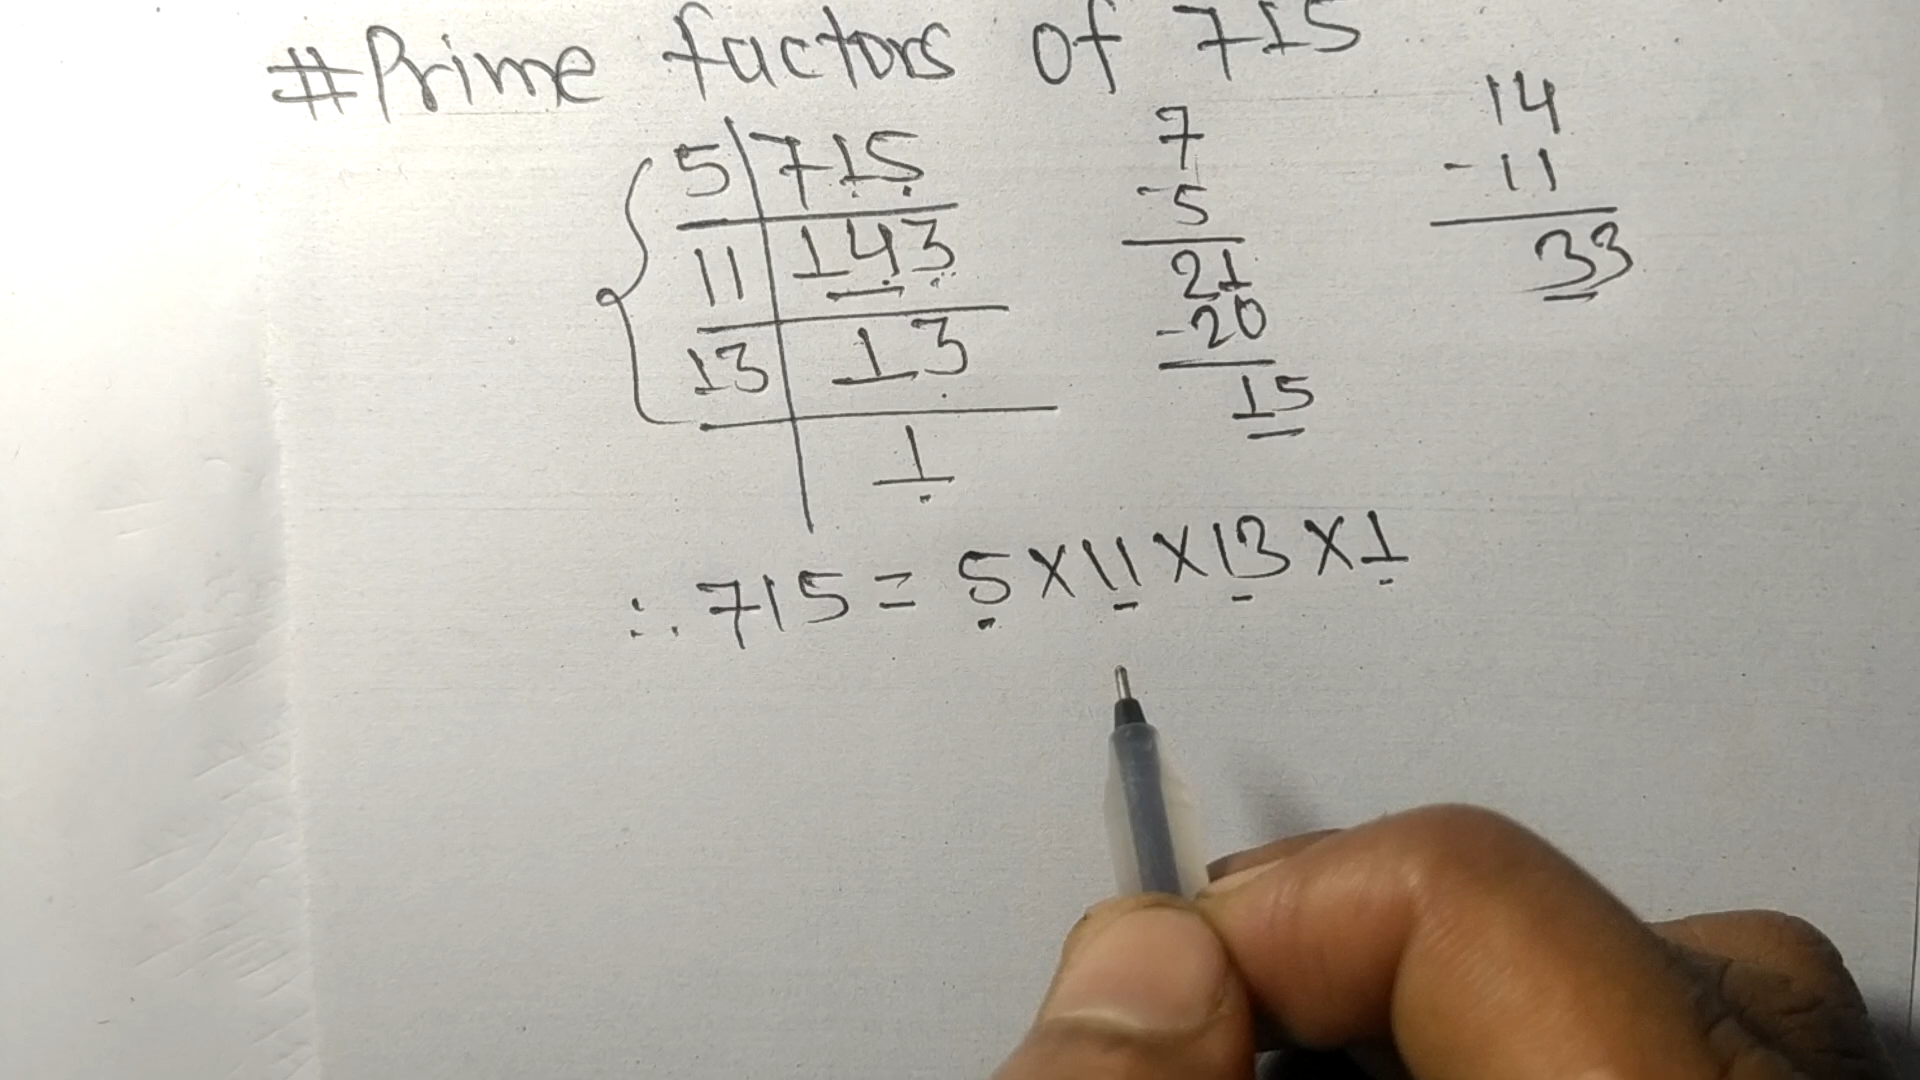 #Prime factors of 715
5 | 715
11 | 143
13 | 13
1
7
-5
21
-20
15
14
-11
33
∴ 715 = 5 × 11 × 13 × 1